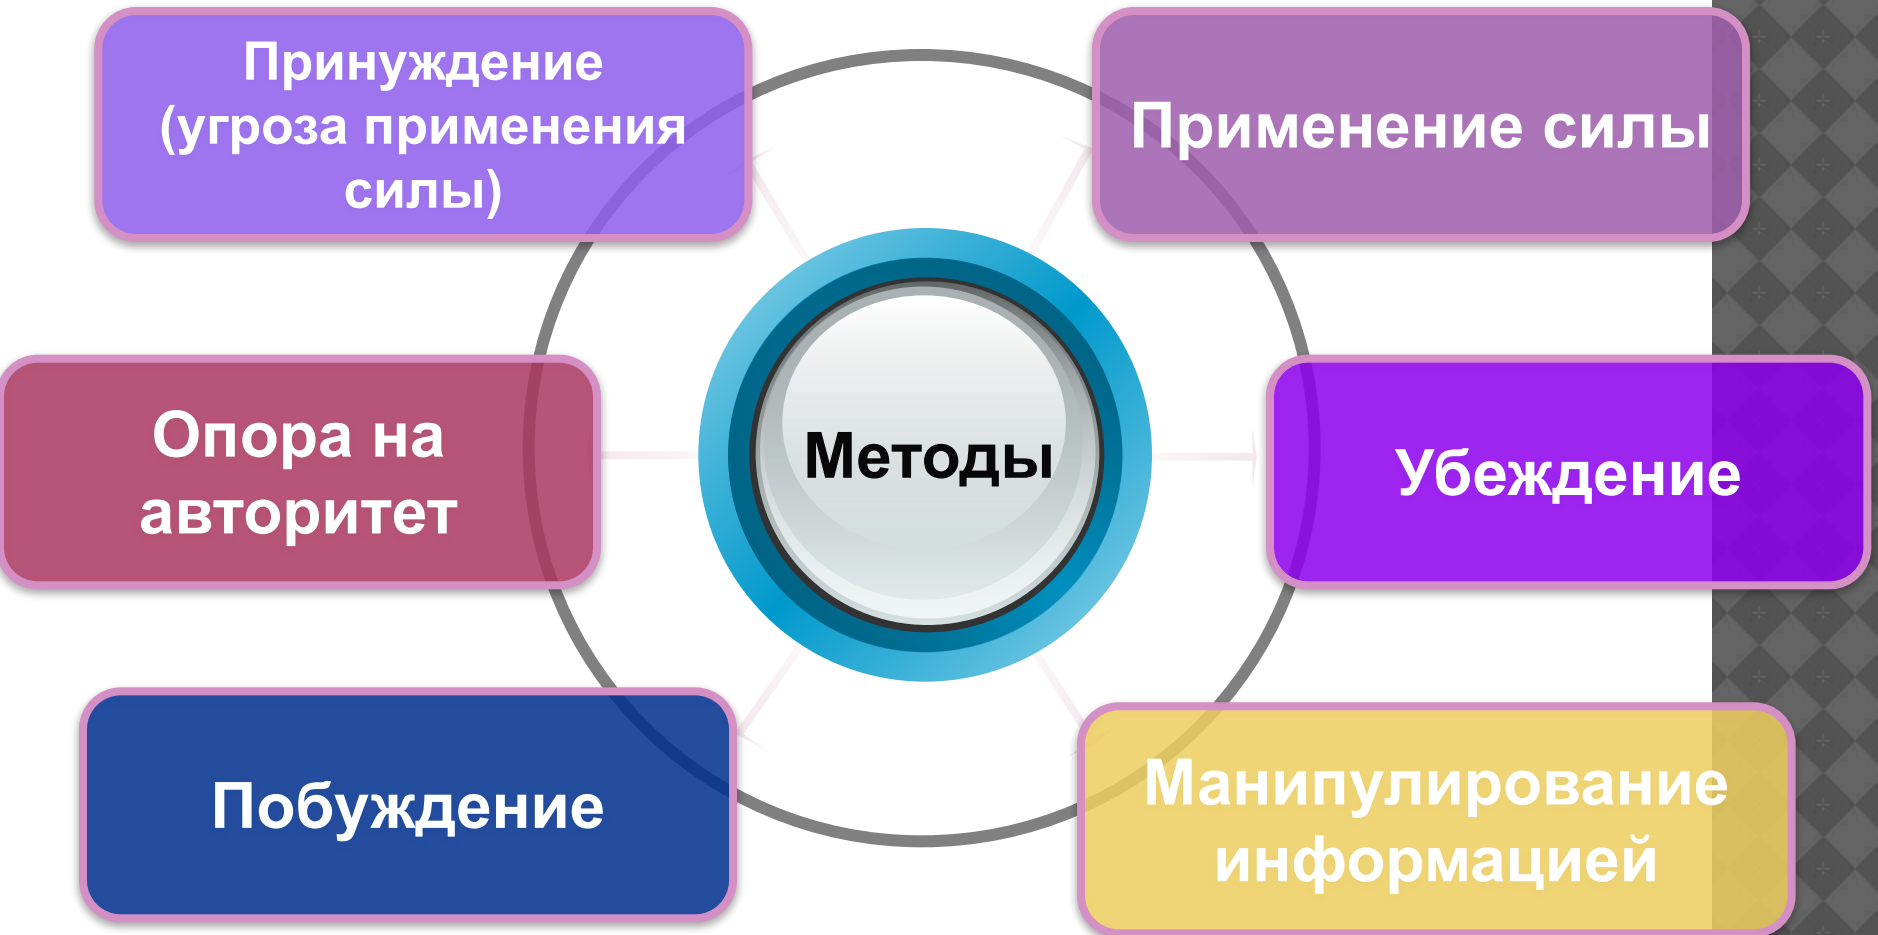 Принуждение
(угроза применения
силы)
Применение силы
Опора на
авторитет
Методы
Убеждение
Побуждение
Манипулирование
информацией